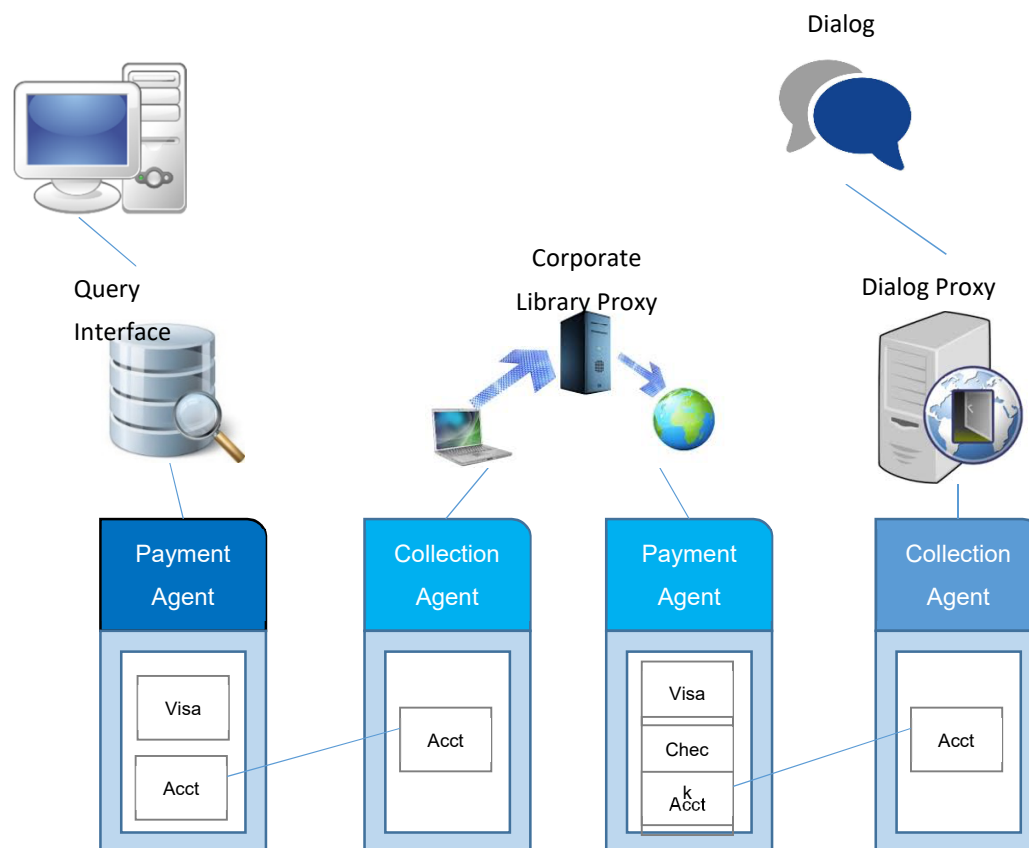 Dialog
Query
Interface
Corporate
Library Proxy
Dialog Proxy
Payment
Agent
Collection
Agent
Payment
Agent
Collection
Agent
Visa
Acct
Acct
Visa
Chec
k
Acct
Acct